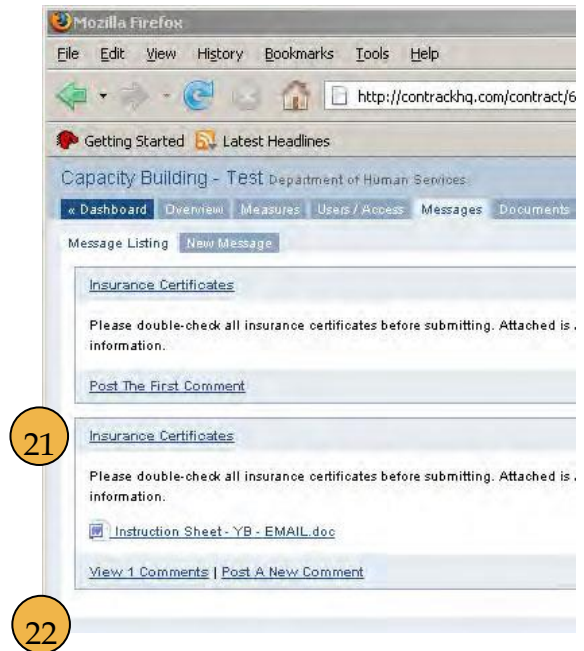 Mozilla Firefox
File Edit View History Bookmarks Tools Help
http://contrackhq.com/contract/6
Getting Started Latest Headlines
Capacity Building - Test Department of Human Services
« Dashboard Overview Measures Users / Access Messages Documents
Message Listing New Message
Insurance Certificates
Please double-check all insurance certificates before submitting. Attached is
information.
Post The First Comment
21
Insurance Certificates
Please double-check all insurance certificates before submitting. Attached is
information.
Instruction Sheet - YB - EMAIL.doc
View 1 Comments | Post A New Comment
22